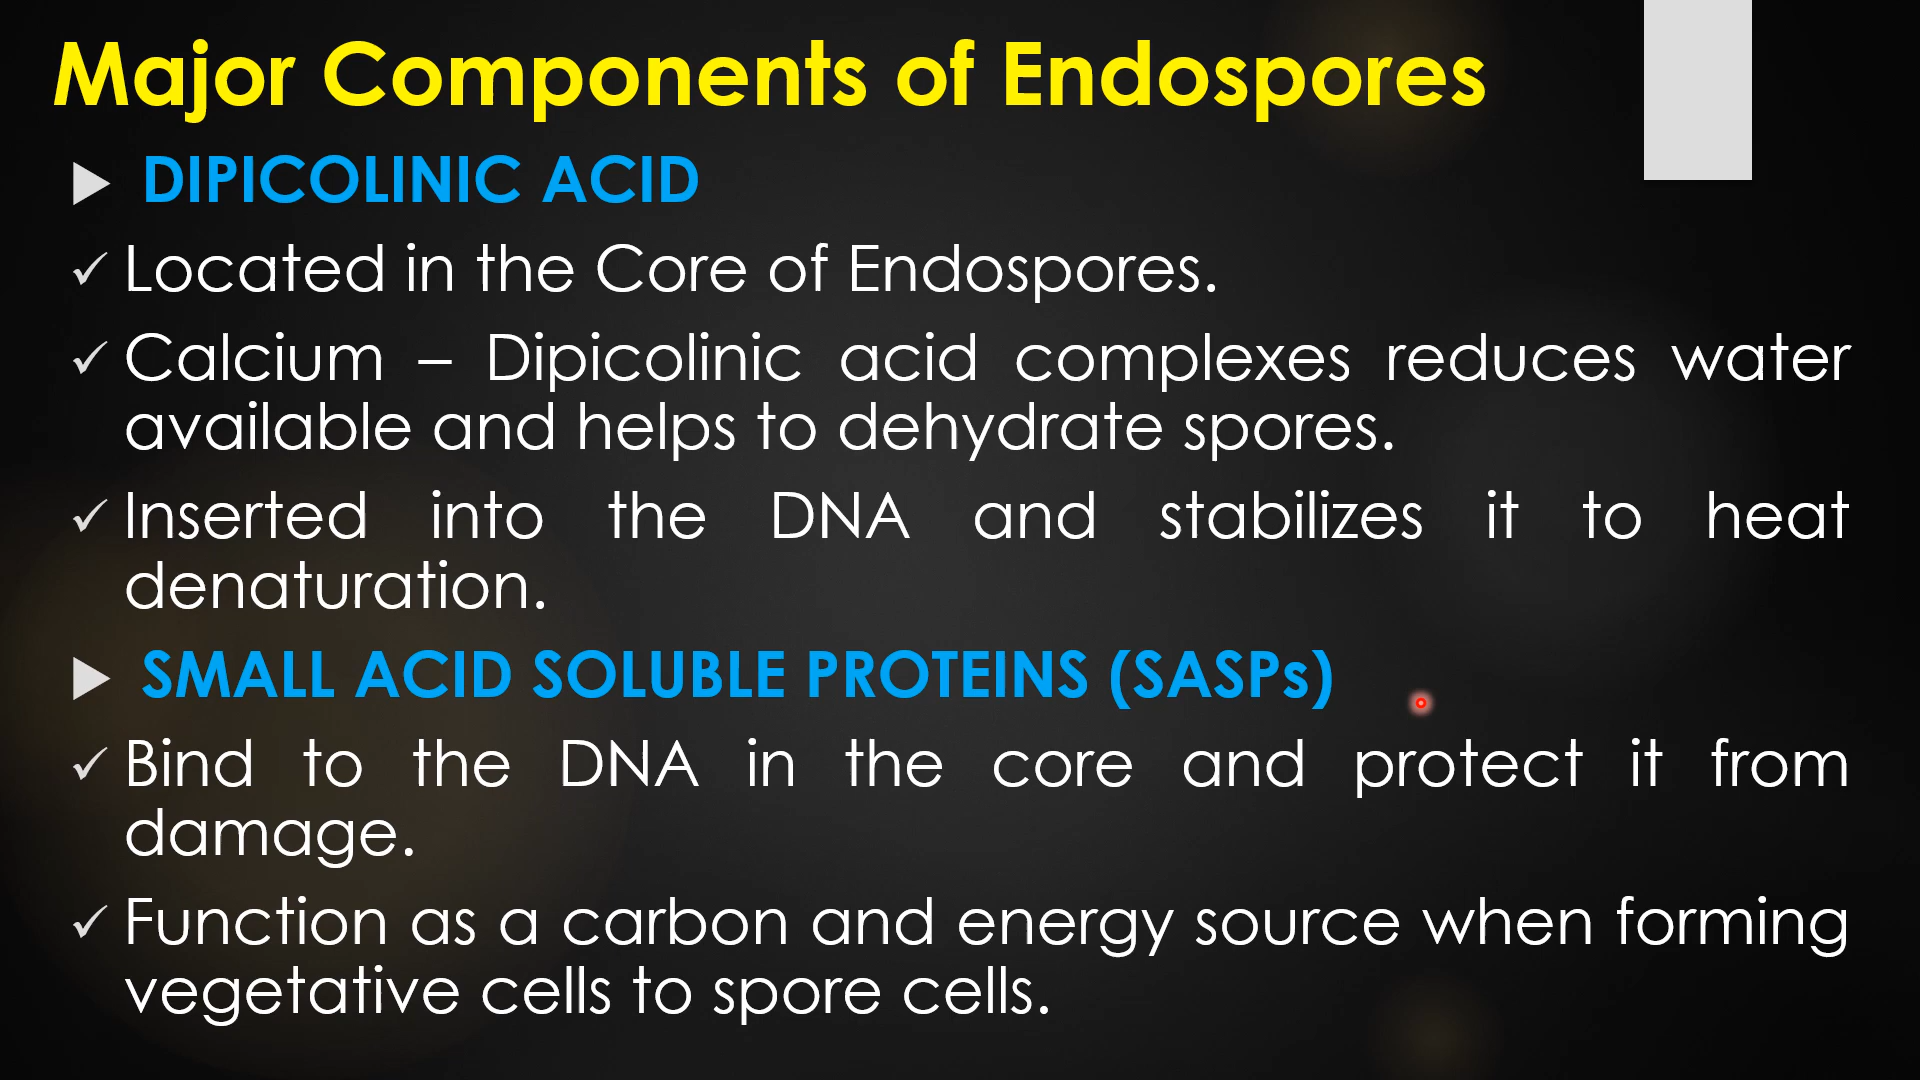 Major Components of Endospores
DIPICOLINIC ACID
Located in the Core of Endospores.
Calcium – Dipicolinic acid complexes reduces water
available and helps to dehydrate spores.
Inserted into the DNA and stabilizes it to heat
denaturation.
SMALL ACID SOLUBLE PROTEINS (SASPs)
Bind to the DNA in the core and protect it from
damage.
Function as a carbon and energy source when forming
vegetative cells to spore cells.